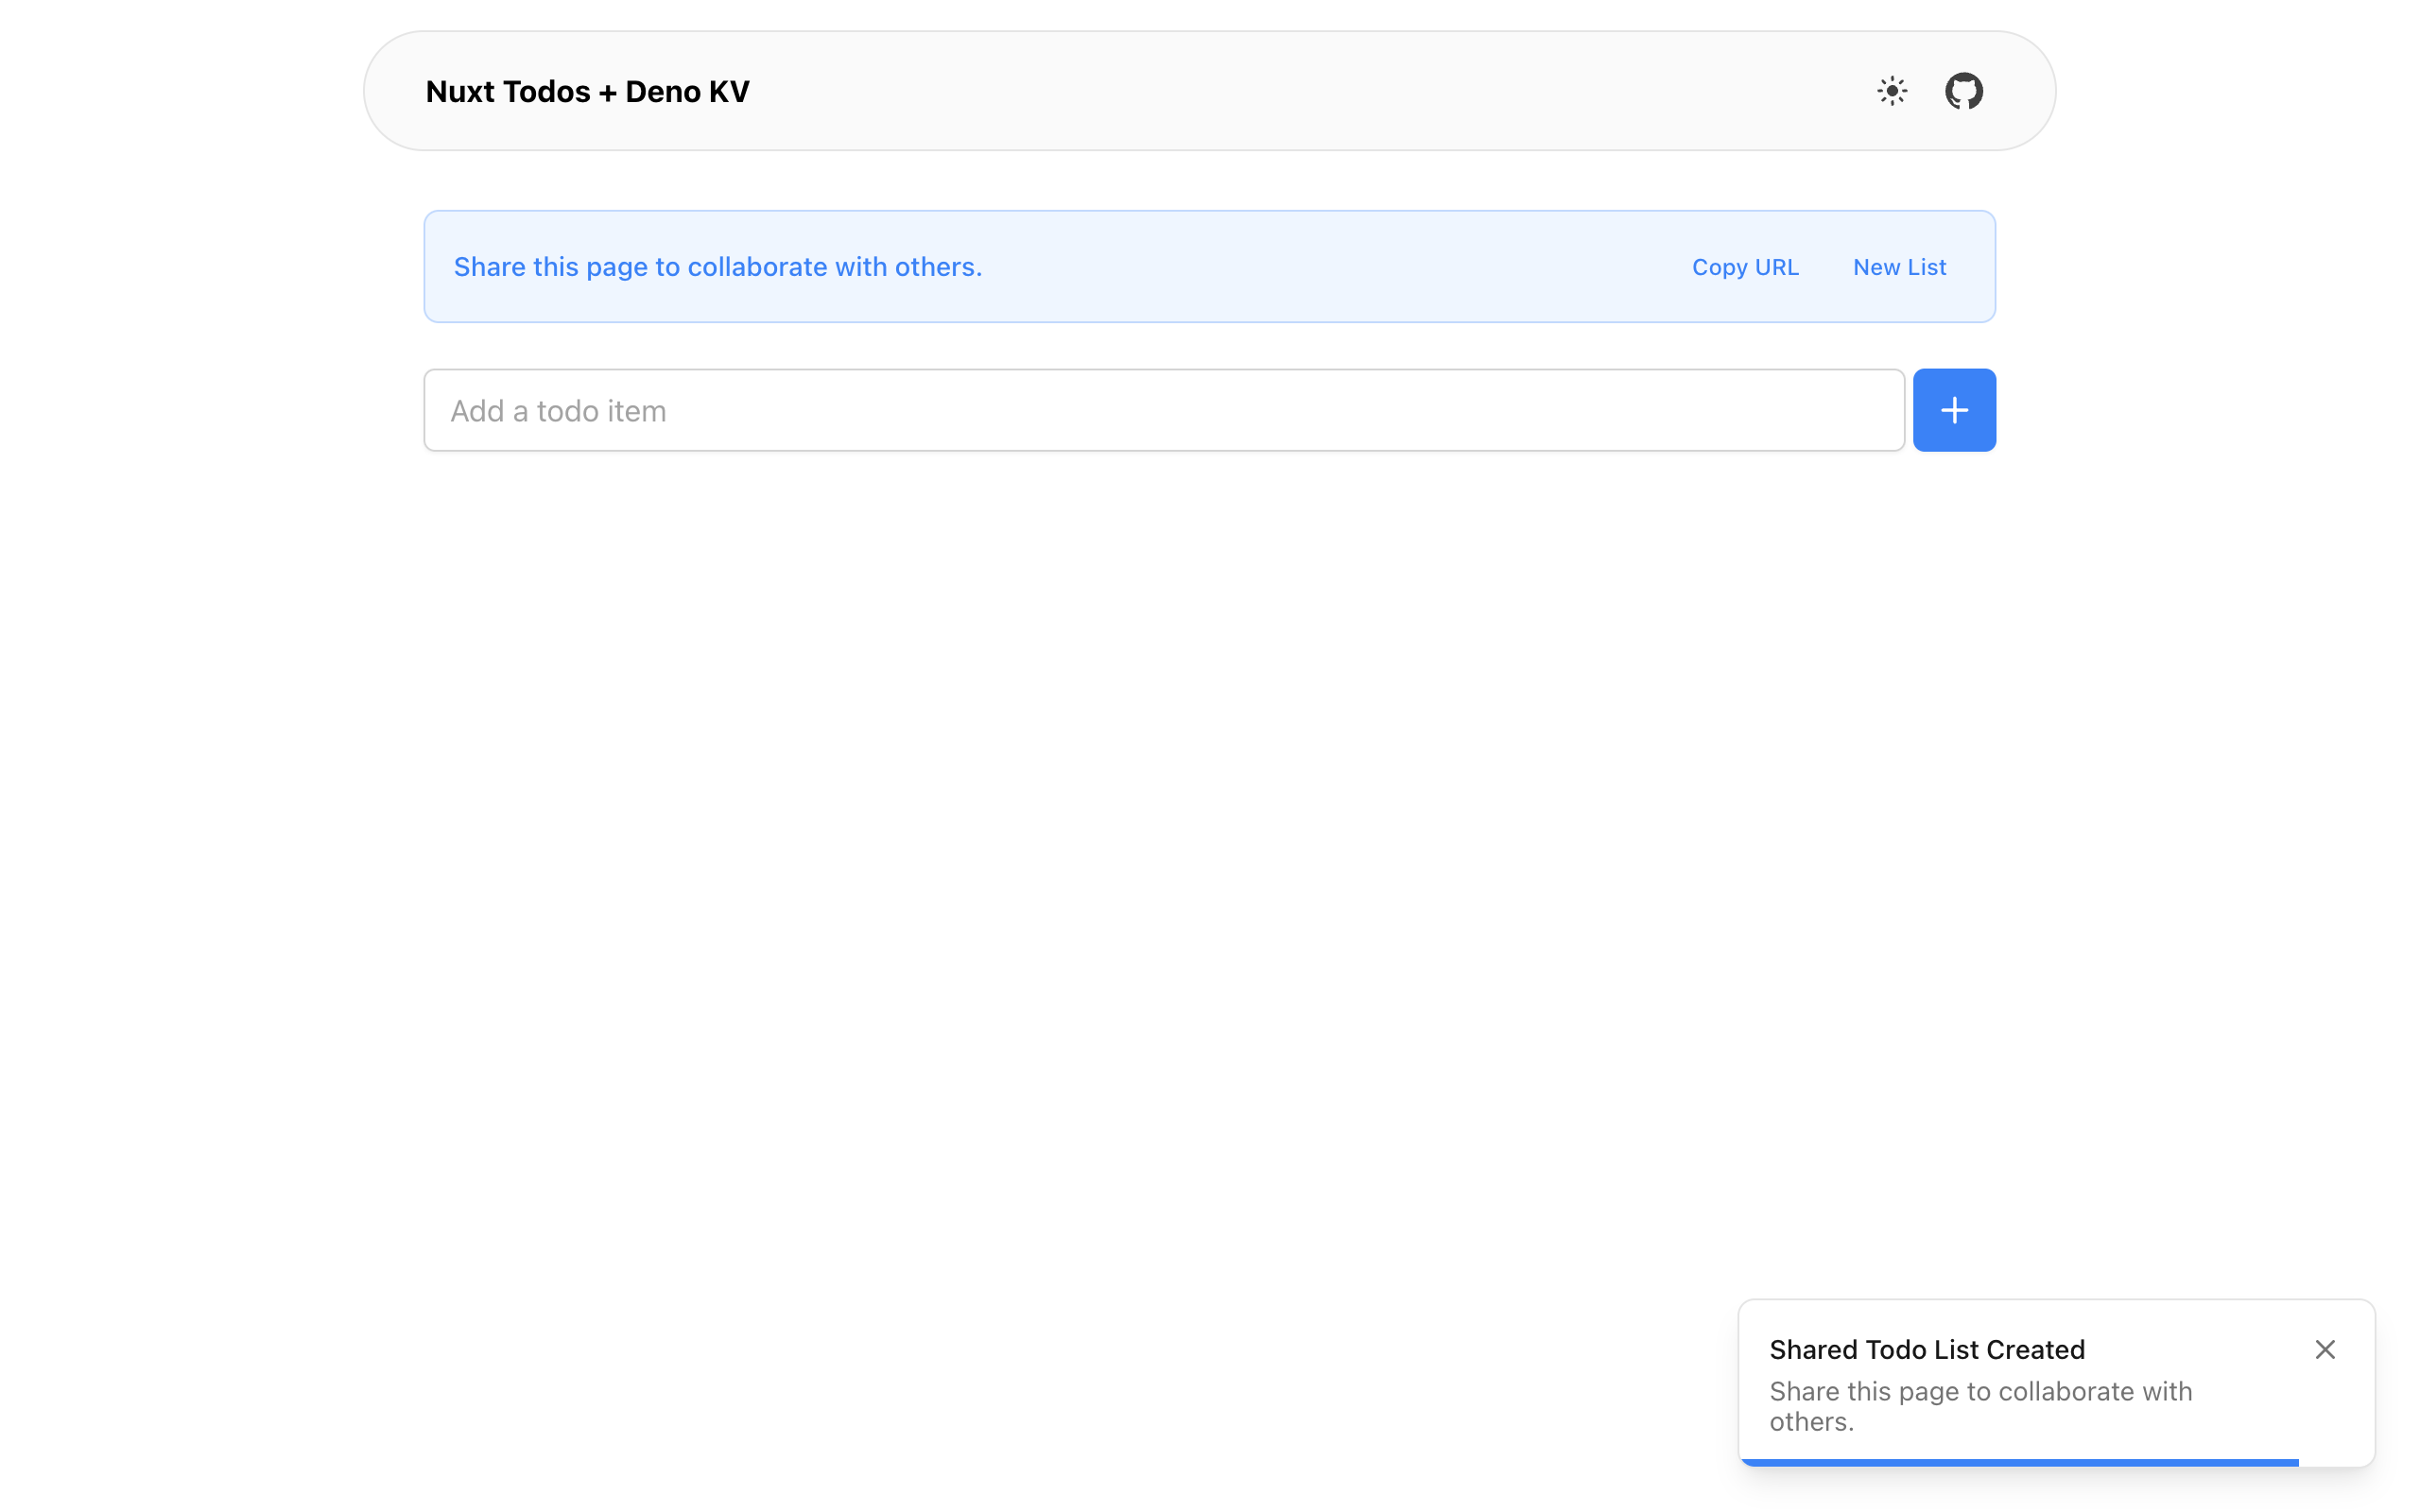 Nuxt Todos + Deno KV
Share this page to collaborate with others.
Copy URL
New List
Add a todo item
Shared Todo List Created
Share this page to collaborate with
others.